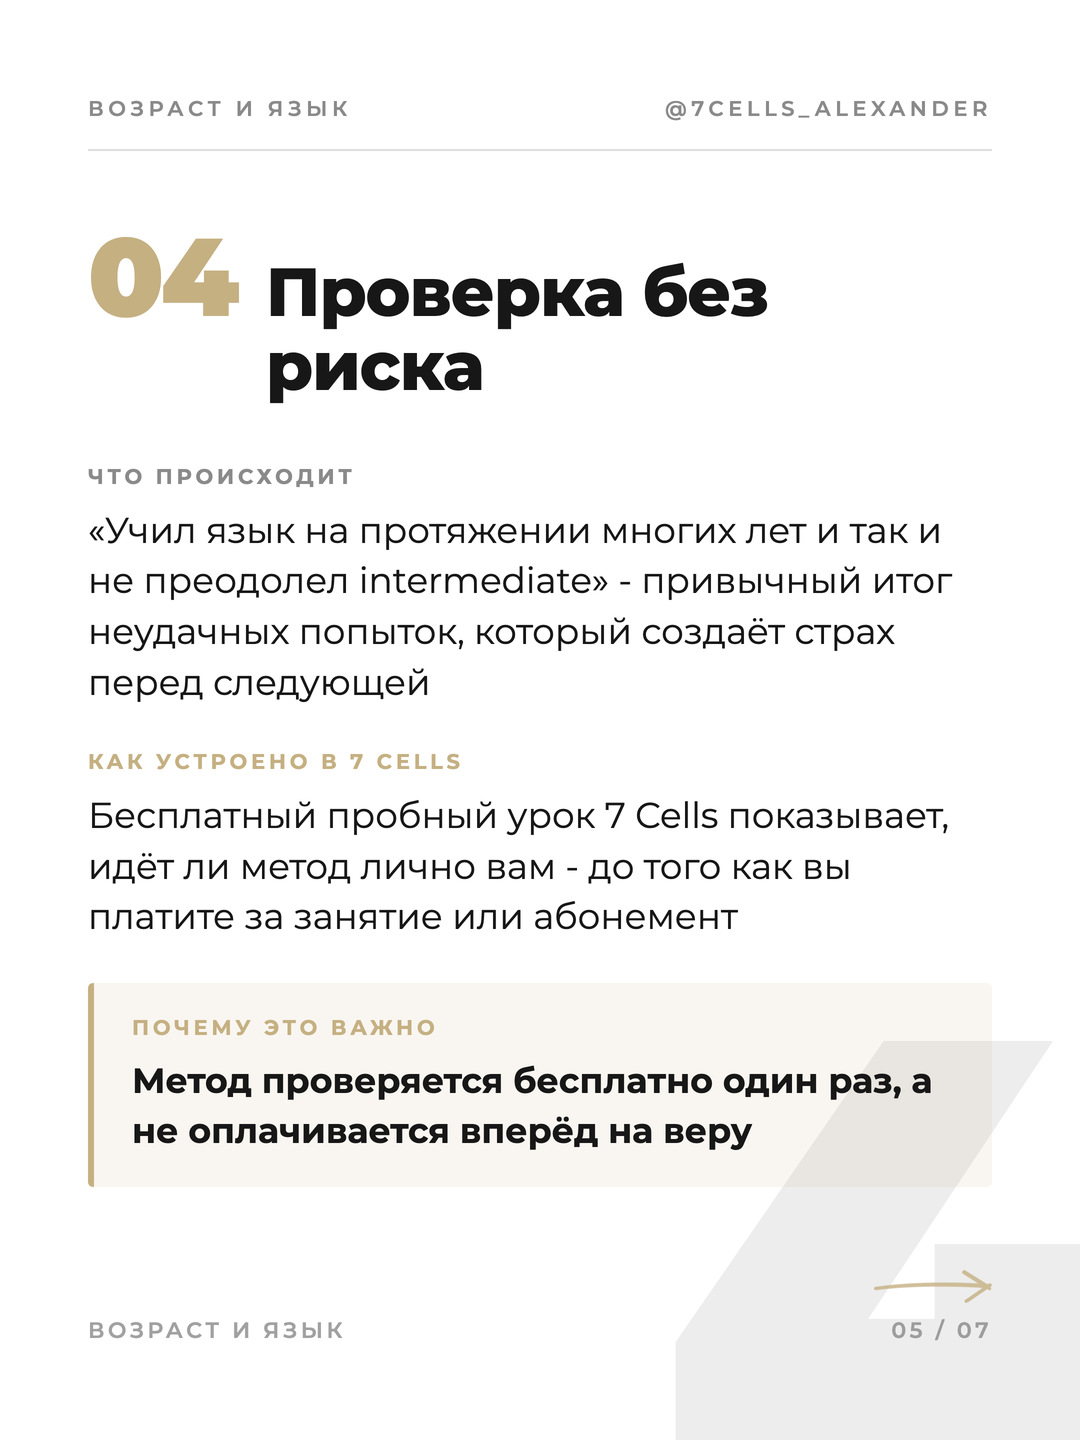 ВОЗРАСТ И ЯЗЫК
@7CELLS_ALEXANDER
04
Проверка без
риска
ЧТО ПРОИСХОДИТ
«Учил язык на протяжении многих лет и так и
не преодолел intermediate» - привычный итог
неудачных попыток, который создаёт страх
перед следующей
КАК УСТРОЕНО В 7 CELLS
Бесплатный пробный урок 7 Cells показывает,
идёт ли метод лично вам - до того как вы
платите за занятие или абонемент
ПОЧЕМУ ЭТО ВАЖНО
Метод проверяется бесплатно один раз, а
не оплачивается вперёд на веру
ВОЗРАСТ И ЯЗЫК
05 / 07
4